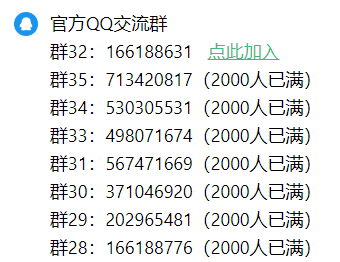 官方QQ交流群
群32：166188631 点此加入
群35：713420817（2000人已满）
群34：530305531（2000人已满）
群33：498071674（2000人已满）
群31：567471669（2000人已满）
群30：371046920（2000人已满）
群29：202965481（2000人已满）
群28：166188776（2000人已满）